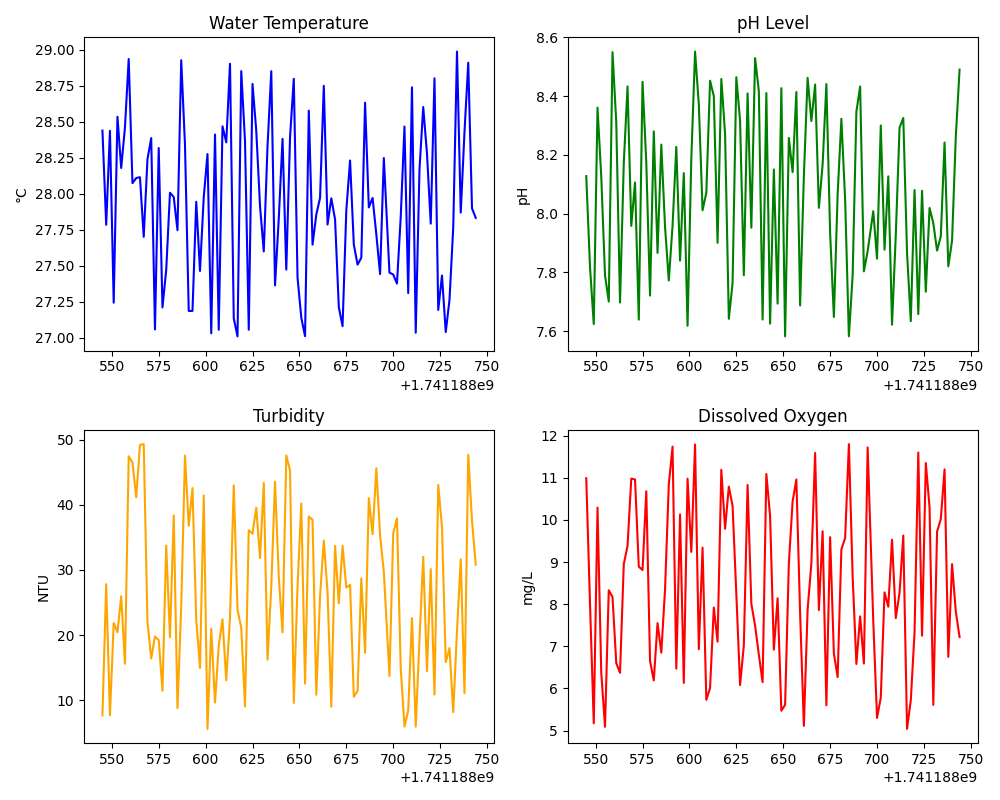 Water Temperature
29.00
28.75
28.50
28.25
28.00
27.75
27.50
27.25
27.00
°C
550 575 600 625 650 675 700 725 750
+1.741188e9
pH Level
8.6
8.4
8.2
8.0
7.8
7.6
pH
550 575 600 625 650 675 700 725 750
+1.741188e9
Turbidity
50
40
30
20
10
NTU
550 575 600 625 650 675 700 725 750
+1.741188e9
Dissolved Oxygen
12
11
10
9
8
7
6
5
mg/L
550 575 600 625 650 675 700 725 750
+1.741188e9